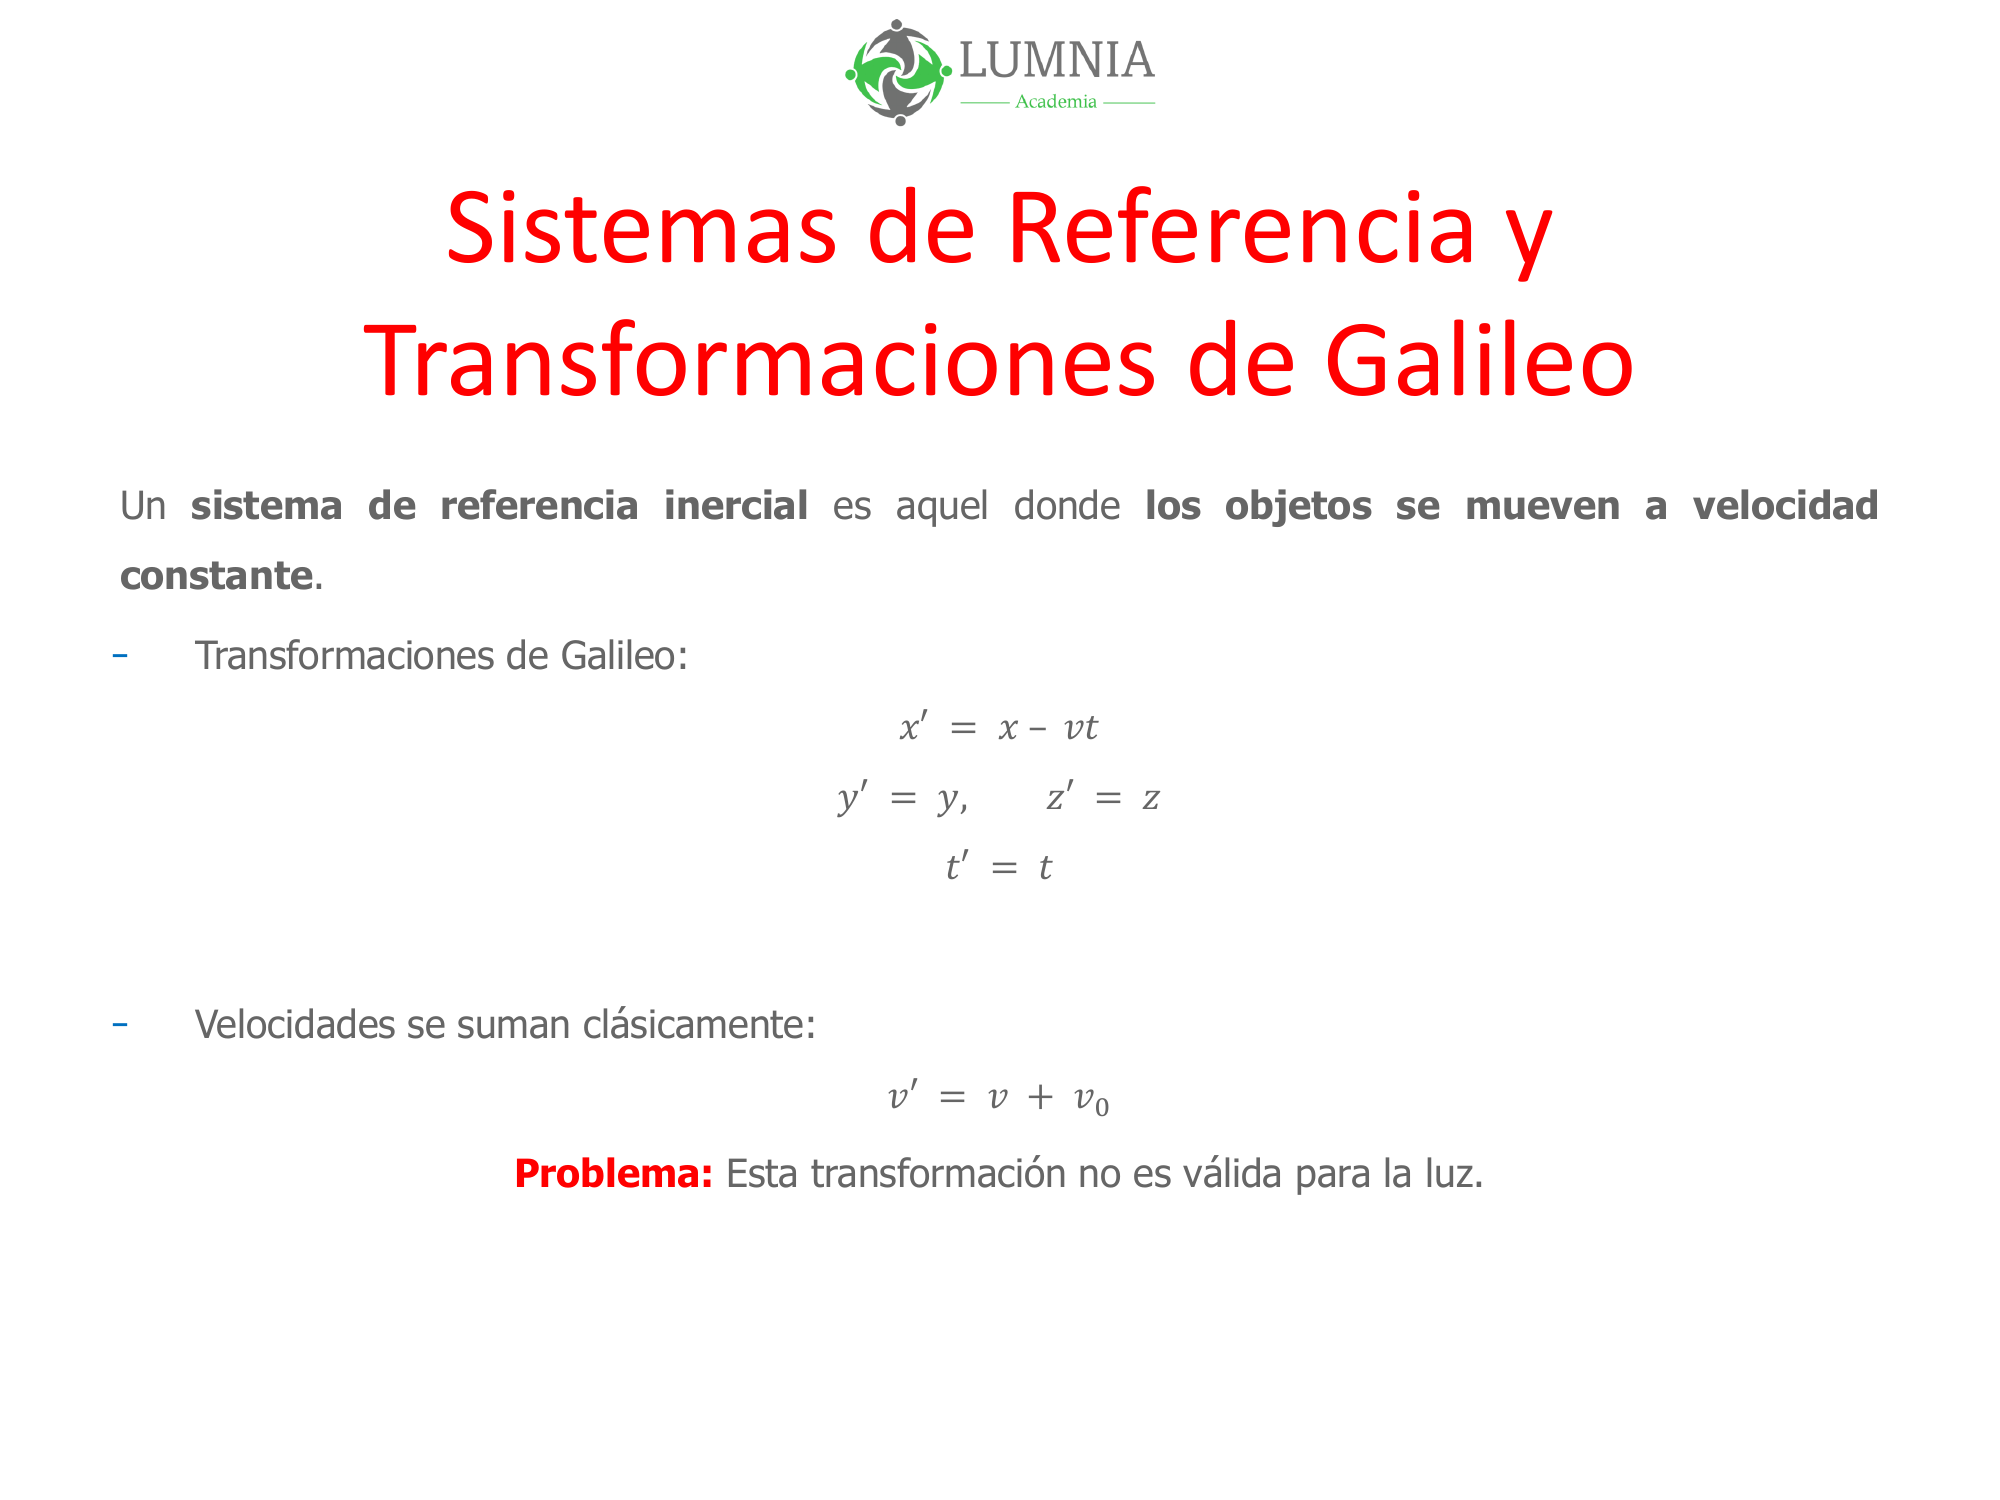 LUMNIA
Academia
Sistemas de Referencia y
Transformaciones de Galileo
Un sistema de referencia inercial es aquel donde los objetos se mueven a velocidad
constante.
- Transformaciones de Galileo:
x′ = x – vt
y′ = y, z′ = z
t′ = t
- Velocidades se suman clásicamente:
v′ = v + v₀
Problema: Esta transformación no es válida para la luz.